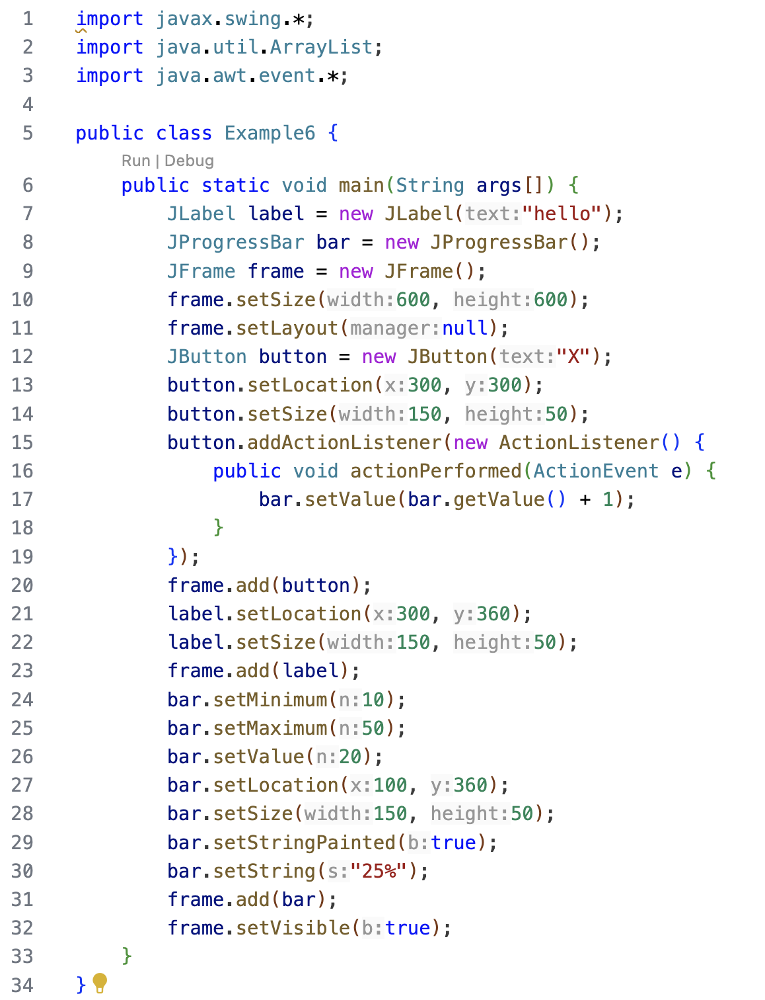 1 import javax.swing.*;
2 import java.util.ArrayList;
3 import java.awt.event.*;
4
5 public class Example6 {
Run | Debug
6 public static void main(String args[]) {
7 JLabel label = new JLabel(text:"hello");
8 JProgressBar bar = new JProgressBar();
9 JFrame frame = new JFrame();
10 frame.setSize(width:600, height:600);
11 frame.setLayout(manager:null);
12 JButton button = new JButton(text:"X");
13 button.setLocation(x:300, y:300);
14 button.setSize(width:150, height:50);
15 button.addActionListener(new ActionListener() {
16 public void actionPerformed(ActionEvent e) {
17 bar.setValue(bar.getValue() + 1);
18 }
19 });
20 frame.add(button);
21 label.setLocation(x:300, y:360);
22 label.setSize(width:150, height:50);
23 frame.add(label);
24 bar.setMinimum(n:10);
25 bar.setMaximum(n:50);
26 bar.setValue(n:20);
27 bar.setLocation(x:100, y:360);
28 bar.setSize(width:150, height:50);
29 bar.setStringPainted(b:true);
30 bar.setString(s:"25%");
31 frame.add(bar);
32 frame.setVisible(b:true);
33 }
34 }